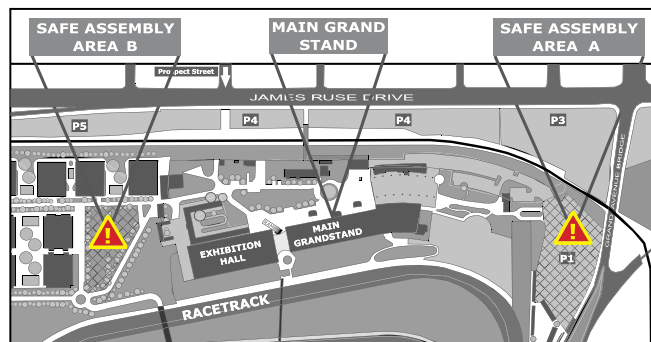 SAFE ASSEMBLY
AREA B
MAIN GRAND
STAND
SAFE ASSEMBLY
AREA A
Prospect Street
JAMES RUSE DRIVE
P5
P4
P4
P3
GRAND AVENUE BRIDGE
EXHIBITION
HALL
MAIN
GRANDSTAND
P1
RACETRACK